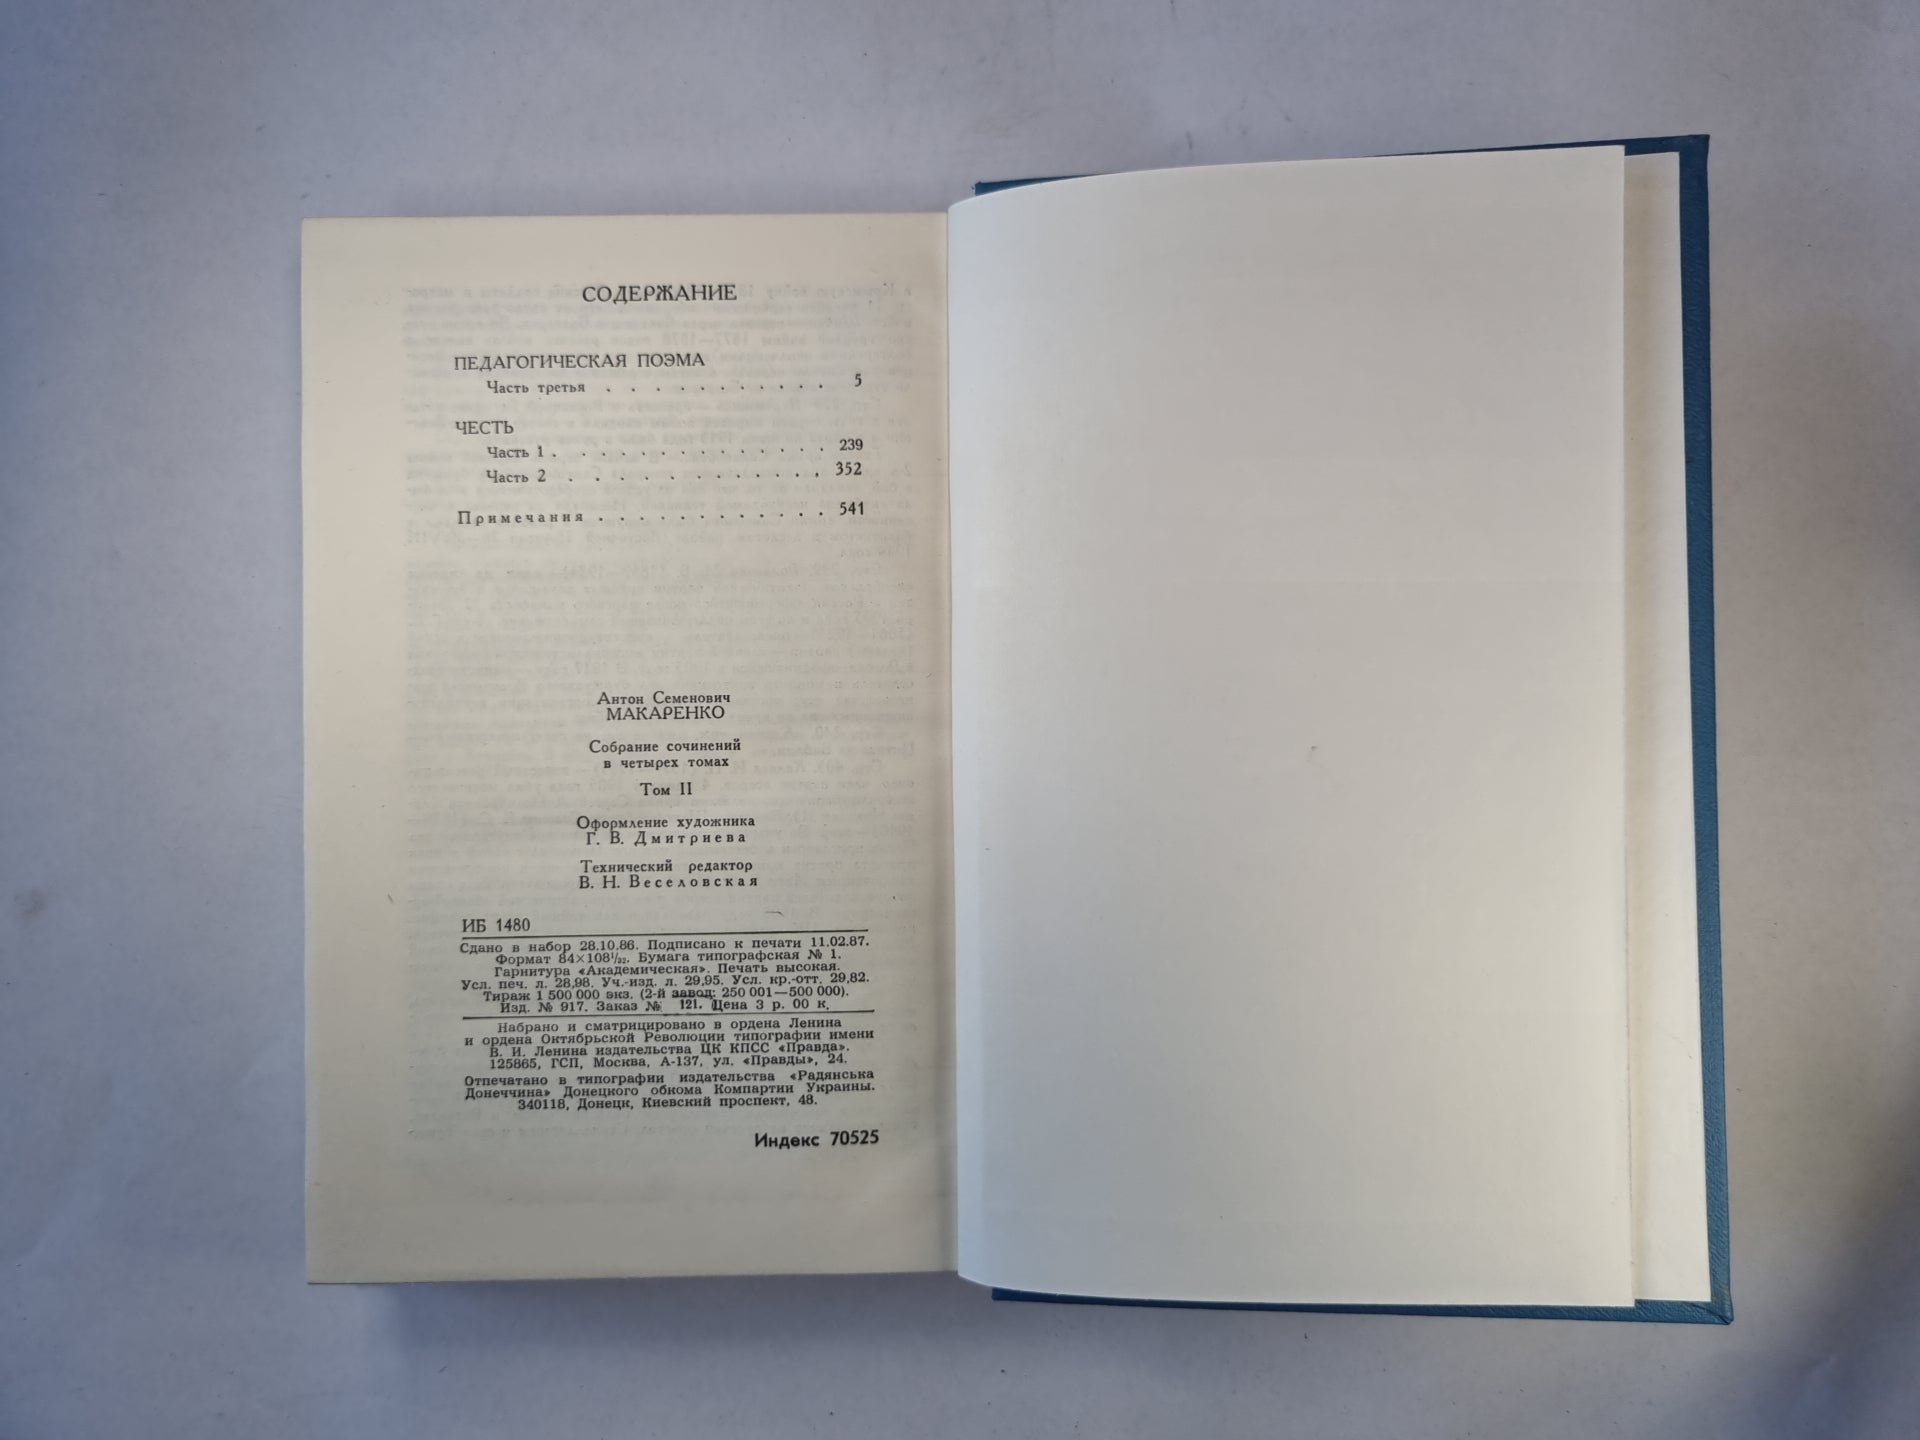 СОДЕРЖАНИЕ
ПЕДАГОГИЧЕСКАЯ ПОЭМА
Часть третья . . . . . . . . . . 5
ЧЕСТЬ
Часть 1 . . . . . . . . . . . . . 239
Часть 2 . . . . . . . . . . . . 352
Примечания . . . . . . . . . . . 541
Антон Семенович
МАКАРЕНКО
Собрание сочинений
в четырех томах
Том II
Оформление художника
Г. В. Дмитриева
Технический редактор
В. Н. Веселовская
ИБ 1480
Сдано в набор 28.10.86. Подписано к печати 11.02.87.
Формат 84×108¹/₃₂. Бумага типографская № 1.
Гарнитура «Академическая». Печать высокая.
Усл. печ. л. 28,98. Уч.-изд. л. 29,95. Усл. кр.-отт. 29,82.
Тираж 1 500 000 экз. (2-й завод: 250 001—500 000).
Изд. № 917. Заказ № 121. Цена 3 р. 00 к.
Набрано и сматрицировано в ордена Ленина
и ордена Октябрьской Революции типографии имени
В. И. Ленина издательства ЦК КПСС «Правда».
125865, ГСП, Москва, А-137, ул. «Правды», 24.
Отпечатано в типографии издательства «Радянська
Донеччина» Донецкого обкома Компартии Украины.
340118, Донецк, Киевский проспект, 48.
Индекс 70525